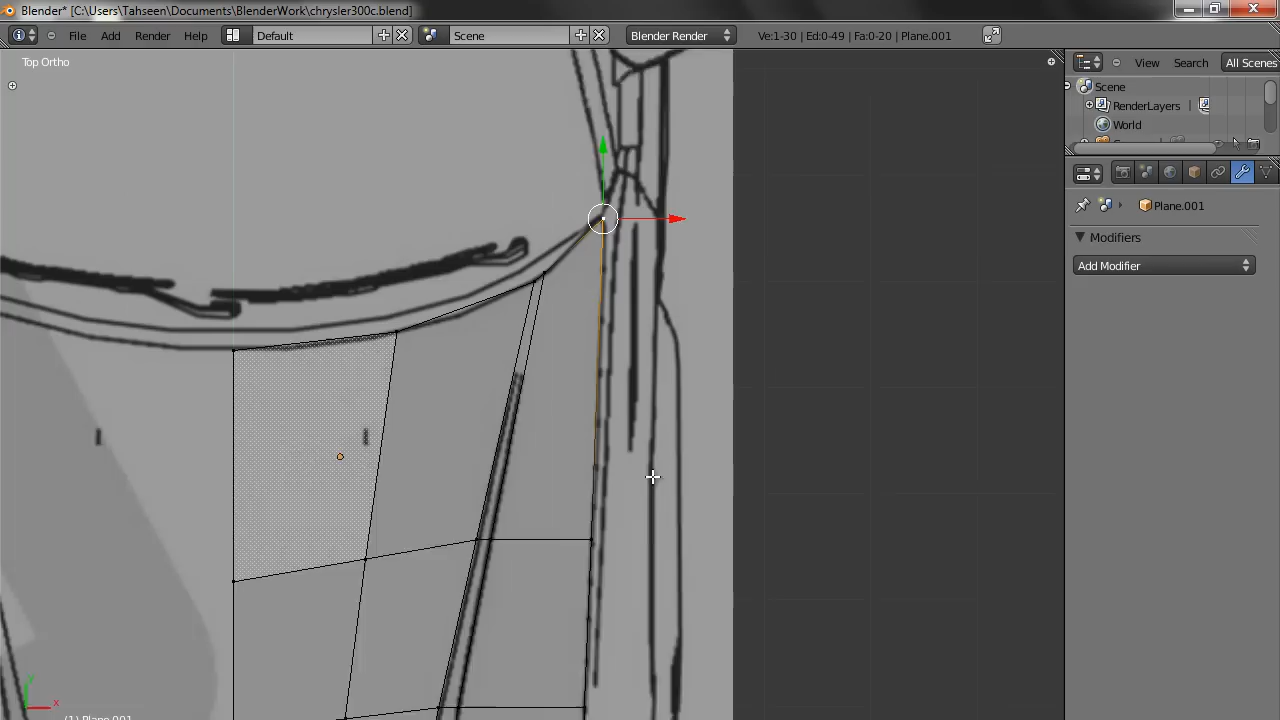 Blender* [C:\Users\Tahseen\Documents\BlenderWork\chrysler300c.blend]
File Add Render Help Default Scene Blender Render Ve:1-30 | Ed:0-49 | Fa:0-20 | Plane.001
Top Ortho
View Search All Scenes
Scene
RenderLayers |
World
Plane.001
Modifiers
Add Modifier
y
x
(1) Plane.001